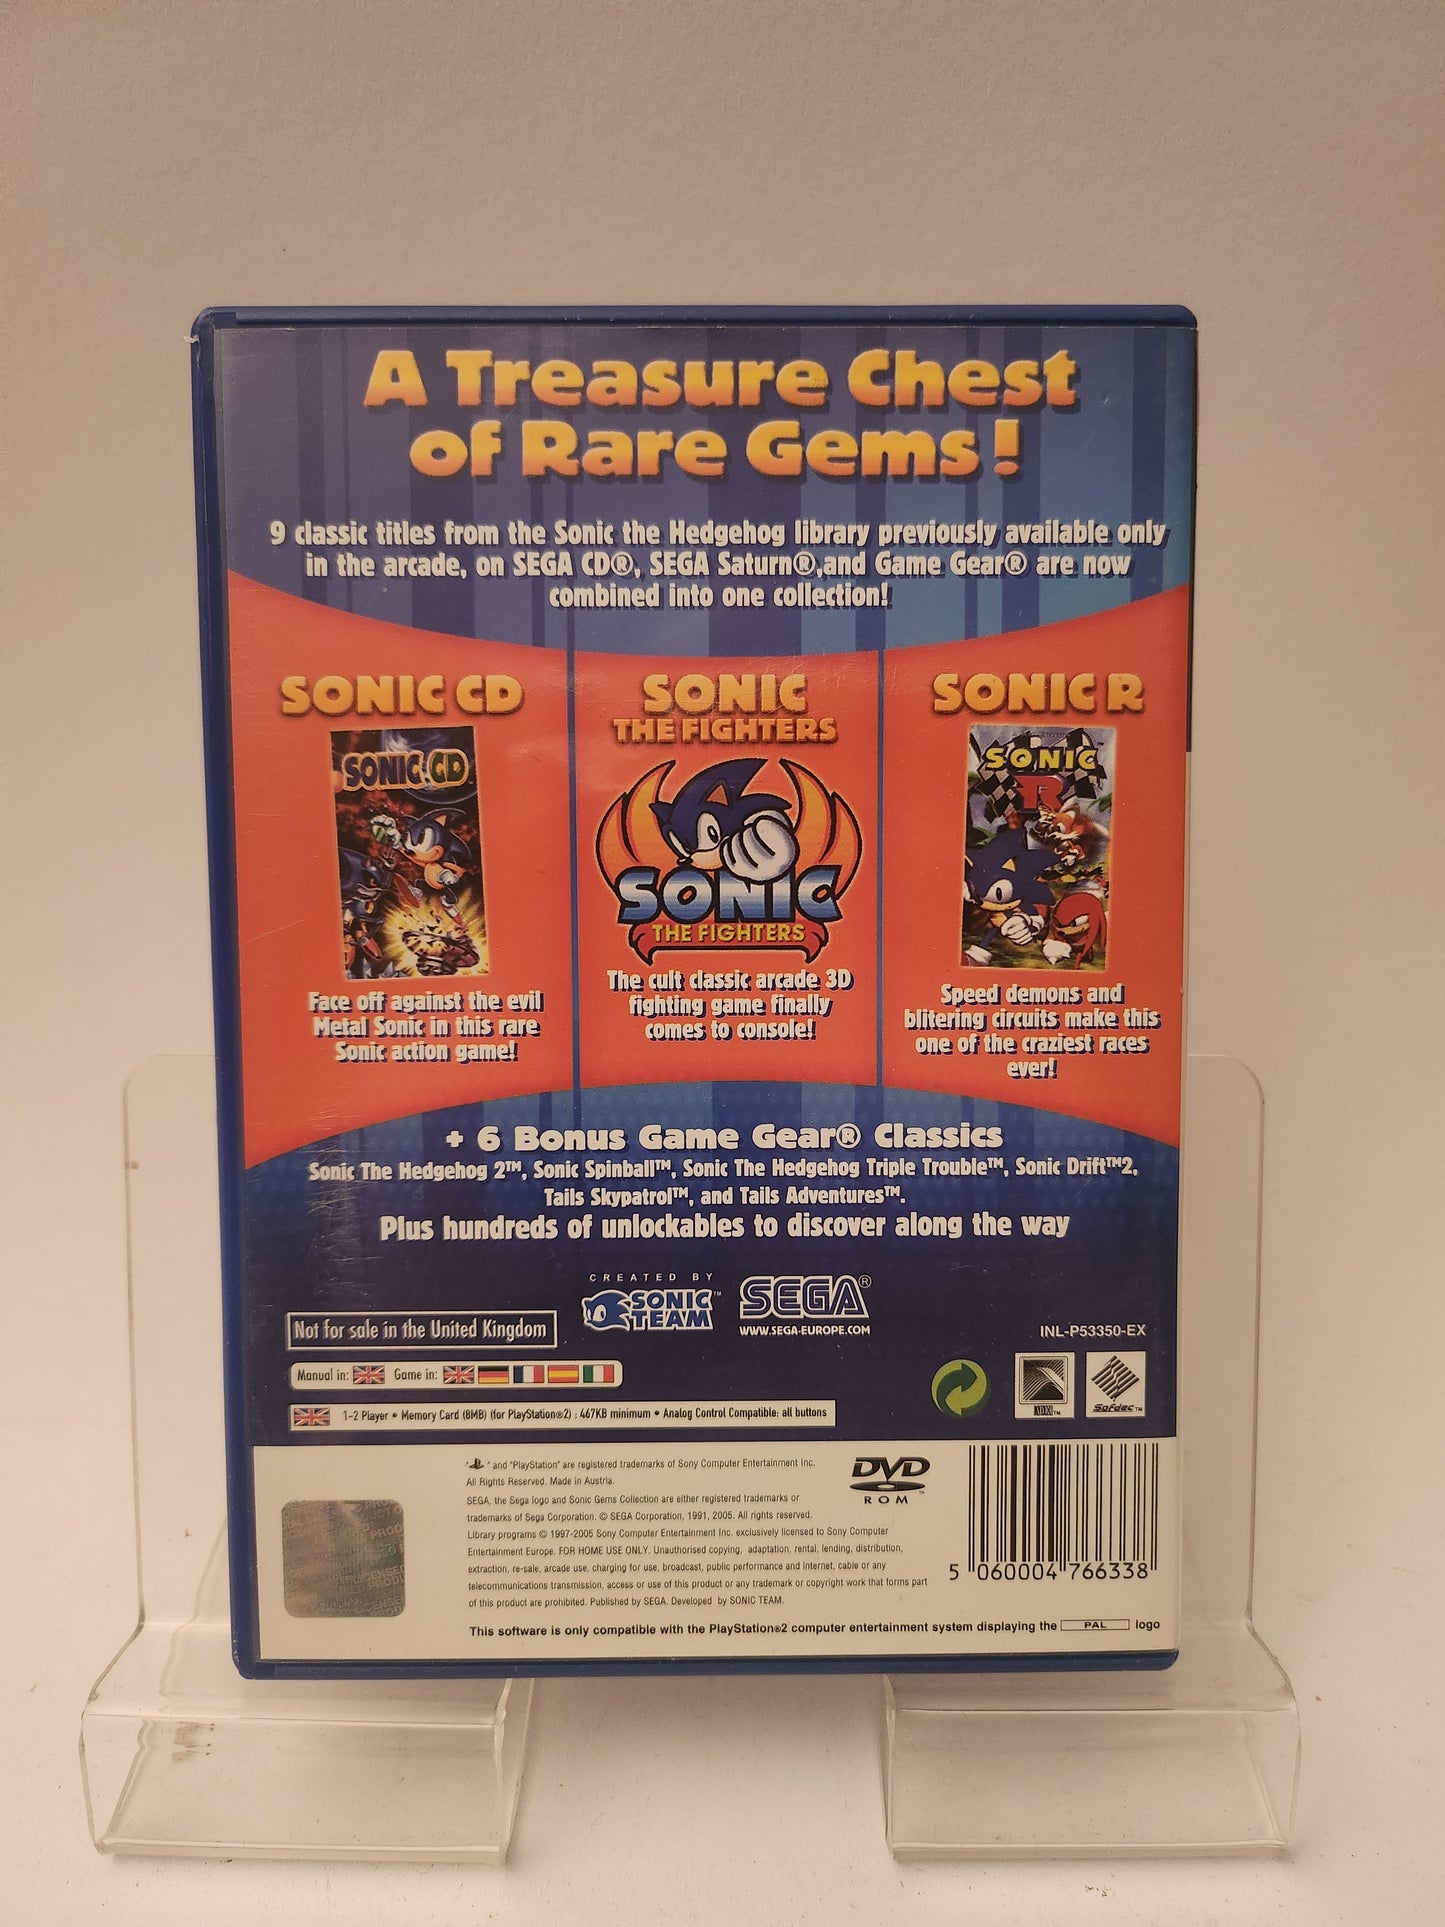 A Treasure Chest
of Rare Gems!
9 classic titles from the Sonic the Hedgehog library previously available only
in the arcade, on SEGA CD®, SEGA Saturn®,and Game Gear® are now
combined into one collection!
SONIC CD
SONIC CD
Face off against the evil
Metal Sonic in this rare
Sonic action game!
SONIC
THE FIGHTERS
SONIC
THE FIGHTERS
The cult classic arcade 3D
fighting game finally
comes to console!
SONIC R
SONIC
R
Speed demons and
blitering circuits make this
one of the craziest races
ever!
+ 6 Bonus Game Gear® Classics
Sonic The Hedgehog 2™, Sonic Spinball™, Sonic The Hedgehog Triple Trouble™, Sonic Drift™2,
Tails Skypatrol™, and Tails Adventures™.
Plus hundreds of unlockables to discover along the way
CREATED BY
SONIC
TEAM™
SEGA®
WWW.SEGA-EUROPE.COM
Not for sale in the United Kingdom
INL-P53350-EX
Manual in: Game in:
1-2 Player • Memory Card (8MB) (for PlayStation®2) : 467KB minimum • Analog Control Compatible: all buttons
ADX™
Sofdec™
" " and "PlayStation" are registered trademarks of Sony Computer Entertainment Inc.
All Rights Reserved. Made in Austria.
SEGA, the Sega logo and Sonic Gems Collection are either registered trademarks or
trademarks of Sega Corporation. © SEGA Corporation, 1991, 2005. All rights reserved.
Library programs © 1997-2005 Sony Computer Entertainment Inc. exclusively licensed to Sony Computer
Entertainment Europe. FOR HOME USE ONLY. Unauthorised copying, adaptation, rental, lending, distribution,
extraction, re-sale, arcade use, charging for use, broadcast, public performance and internet, cable or any
telecommunications transmission, access or use of this product or any trademark or copyright work that forms part
of this product are prohibited. Published by SEGA. Developed by SONIC TEAM.
DVD
ROM
5 060004 766338
This software is only compatible with the PlayStation®2 computer entertainment system displaying the PAL logo